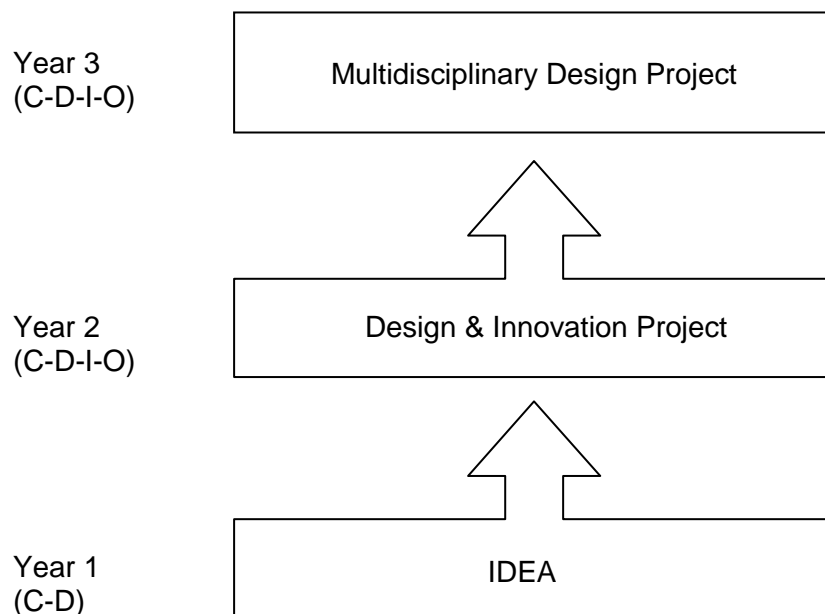 Year 3
(C-D-I-O)
Multidisciplinary Design Project
Year 2
(C-D-I-O)
Design & Innovation Project
Year 1
(C-D)
IDEA